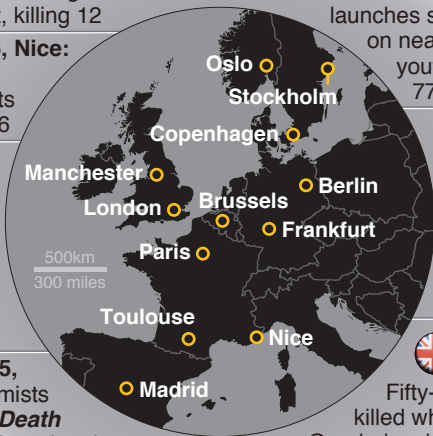 , killing 12
, Nice:
ts
6
launches s
on nea
you
77
Oslo
Stockholm
Copenhagen
Manchester
Berlin
London
Brussels
Frankfurt
Paris
500km
300 miles
Toulouse
Nice
Madrid
5,
mists
Death
Fifty-
killed wh